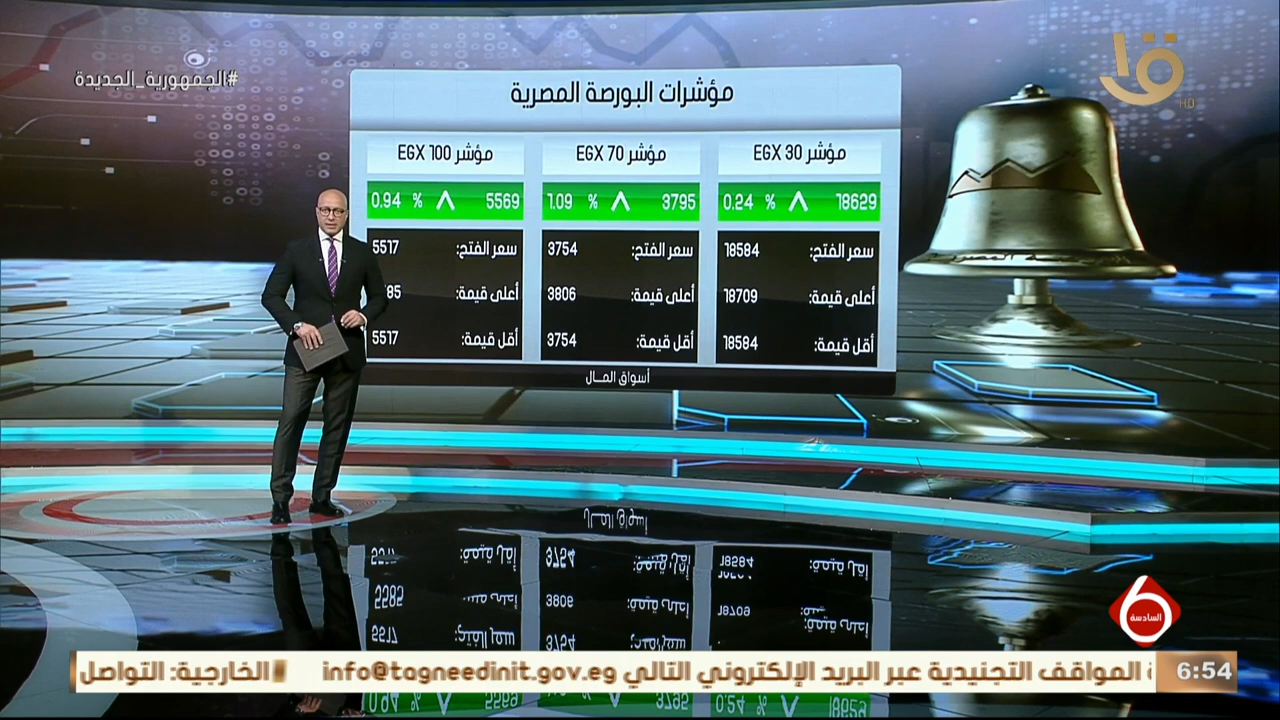 #الجمهورية_الجديدة
HD
مؤشرات البورصة المصرية
مؤشر EGX 30
18629 % 0.24
سعر الفتح: 18584
أعلى قيمة: 18709
أقل قيمة: 18584
مؤشر EGX 70
3795 % 1.09
سعر الفتح: 3754
أعلى قيمة: 3806
أقل قيمة: 3754
مؤشر EGX 100
5569 % 0.94
سعر الفتح: 5517
أعلى قيمة: 85
أقل قيمة: 5517
أسواق المال
6 السادسة
المواقف التجنيدية عبر البريد الإلكتروني التالي info@tagneedinit.gov.eg
الخارجية: التواصل
6:54